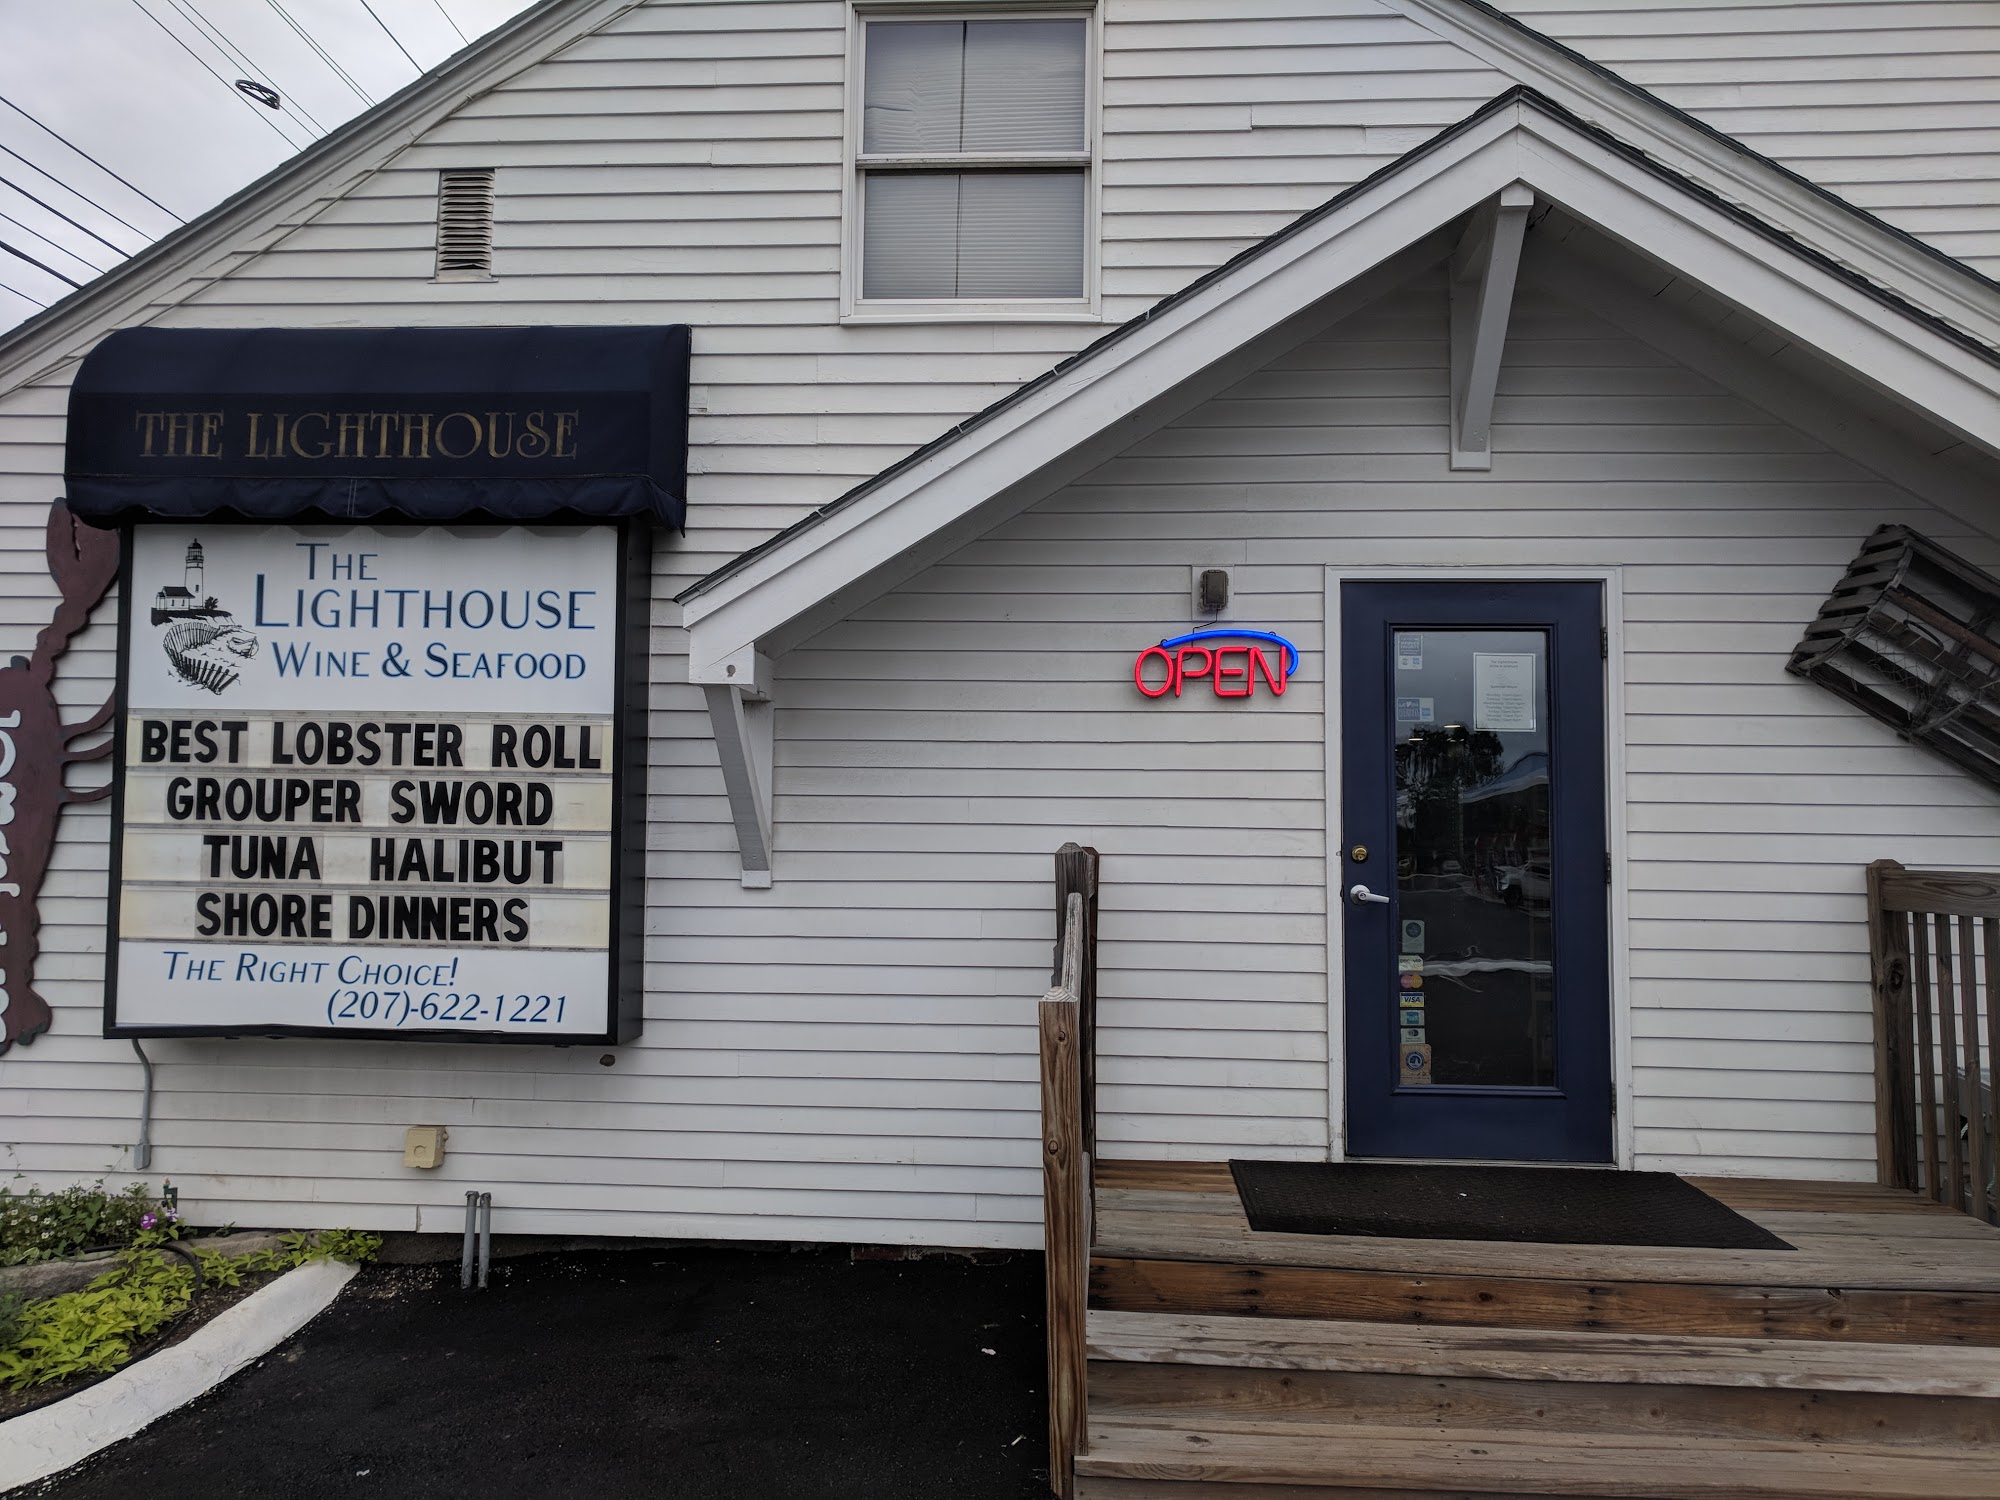 THE LIGHTHOUSE
THE
LIGHTHOUSE
WINE & SEAFOOD
BEST LOBSTER ROLL
GROUPER SWORD
TUNA HALIBUT
SHORE DINNERS
THE RIGHT CHOICE!
(207)-622-1221
OPEN
VISA